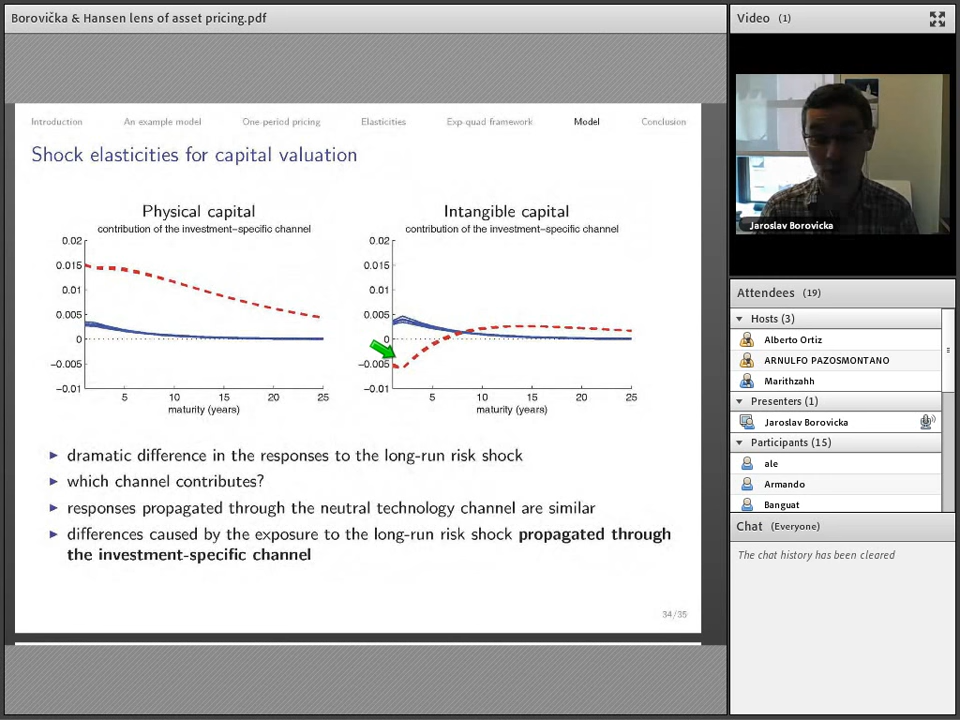 Borovička & Hansen lens of asset pricing.pdf
Introduction An example model One-period pricing Elasticities Exp-quad framework Model Conclusion
Shock elasticities for capital valuation
Physical capital
contribution of the investment–specific channel
0.02
0.015
0.01
0.005
0
−0.005
−0.01
5 10 15 20 25
maturity (years)
Intangible capital
contribution of the investment–specific channel
0.02
0.015
0.01
0.005
0
−0.005
−0.01
5 10 15 20 25
maturity (years)
dramatic difference in the responses to the long-run risk shock
which channel contributes?
responses propagated through the neutral technology channel are similar
differences caused by the exposure to the long-run risk shock propagated through
the investment-specific channel
34/35
Video (1)
Jaroslav Borovicka
Attendees (19)
Hosts (3)
Alberto Ortiz
ARNULFO PAZOSMONTANO
Marithzahh
Presenters (1)
Jaroslav Borovicka
Participants (15)
ale
Armando
Banguat
Chat (Everyone)
The chat history has been cleared